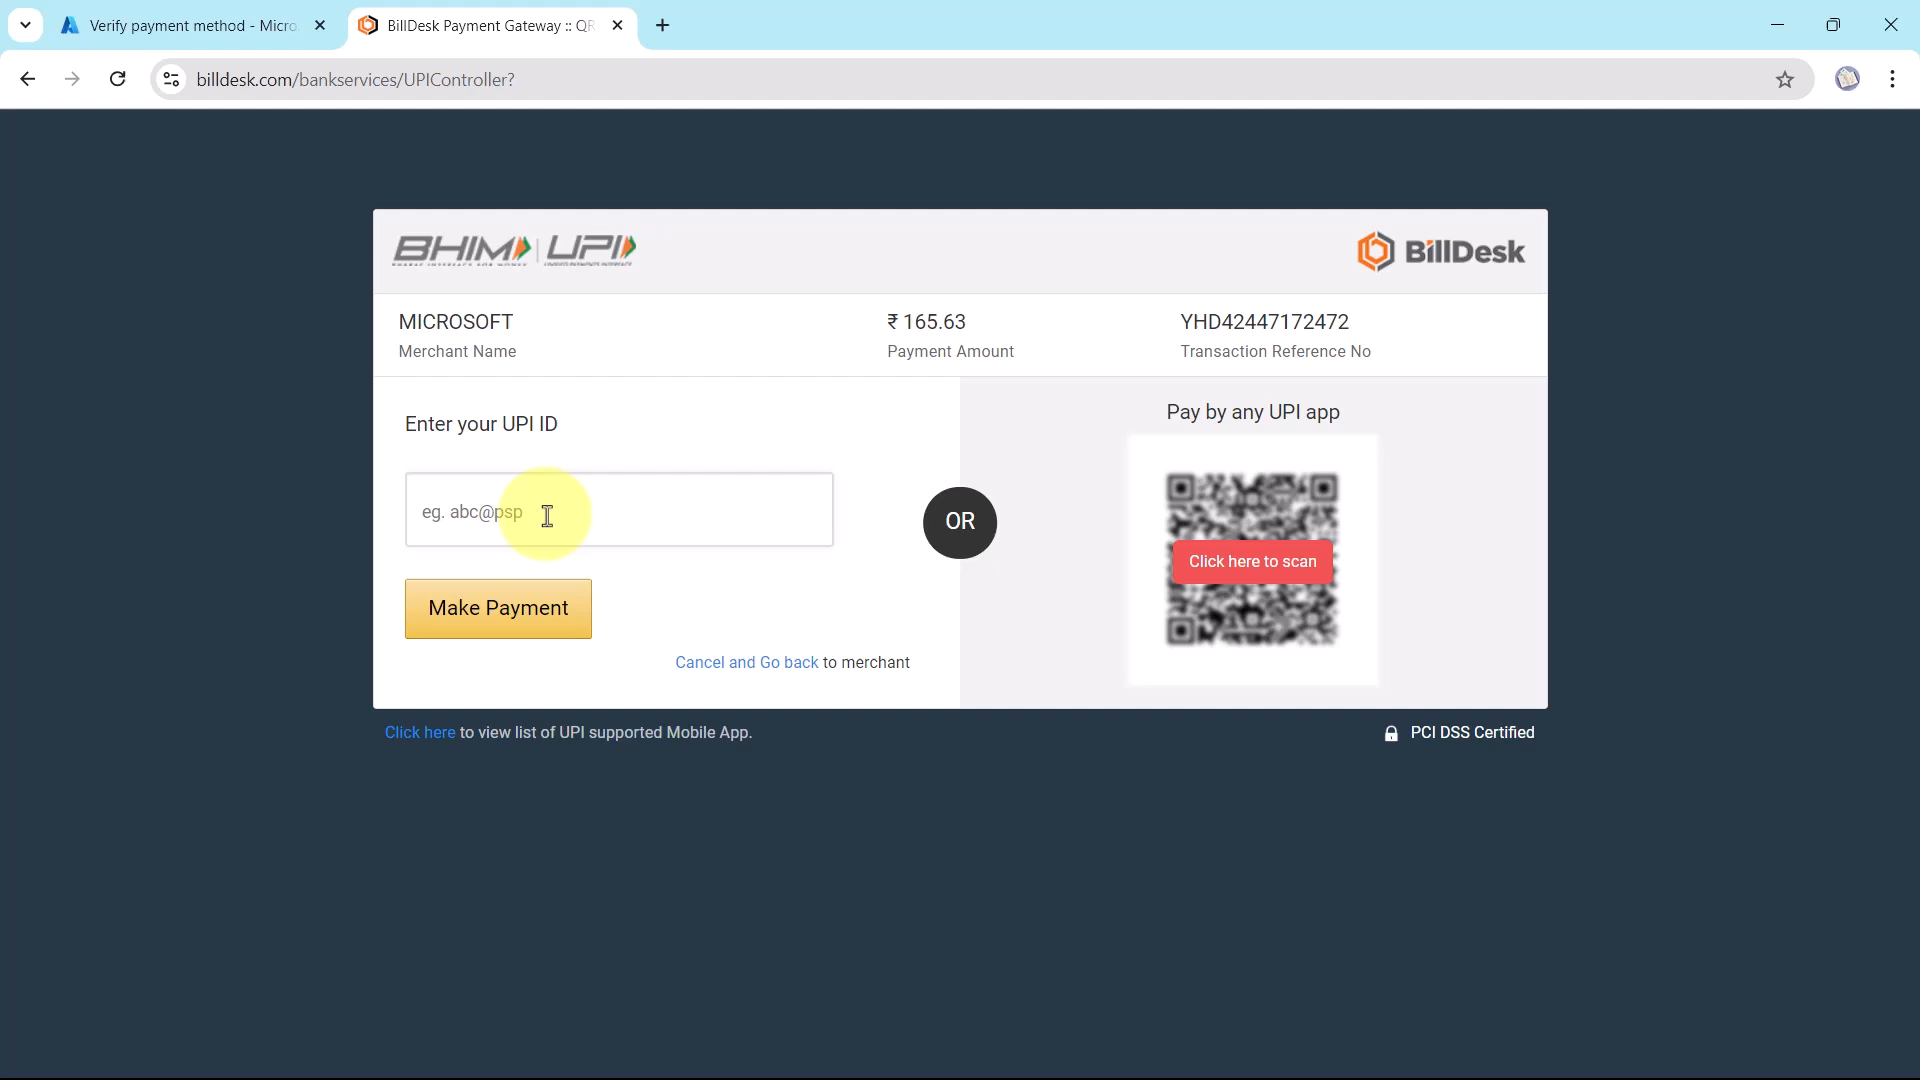 Verify payment method - Micro
BillDesk Payment Gateway :: QR
billdesk.com/bankservices/UPIController?
BHIM UPI
BillDesk
MICROSOFT
₹ 165.63
YHD42447172472
Merchant Name
Payment Amount
Transaction Reference No
Enter your UPI ID
Pay by any UPI app
eg. abc@psp
OR
Click here to scan
Make Payment
Cancel and Go back to merchant
Click here to view list of UPI supported Mobile App.
PCI DSS Certified